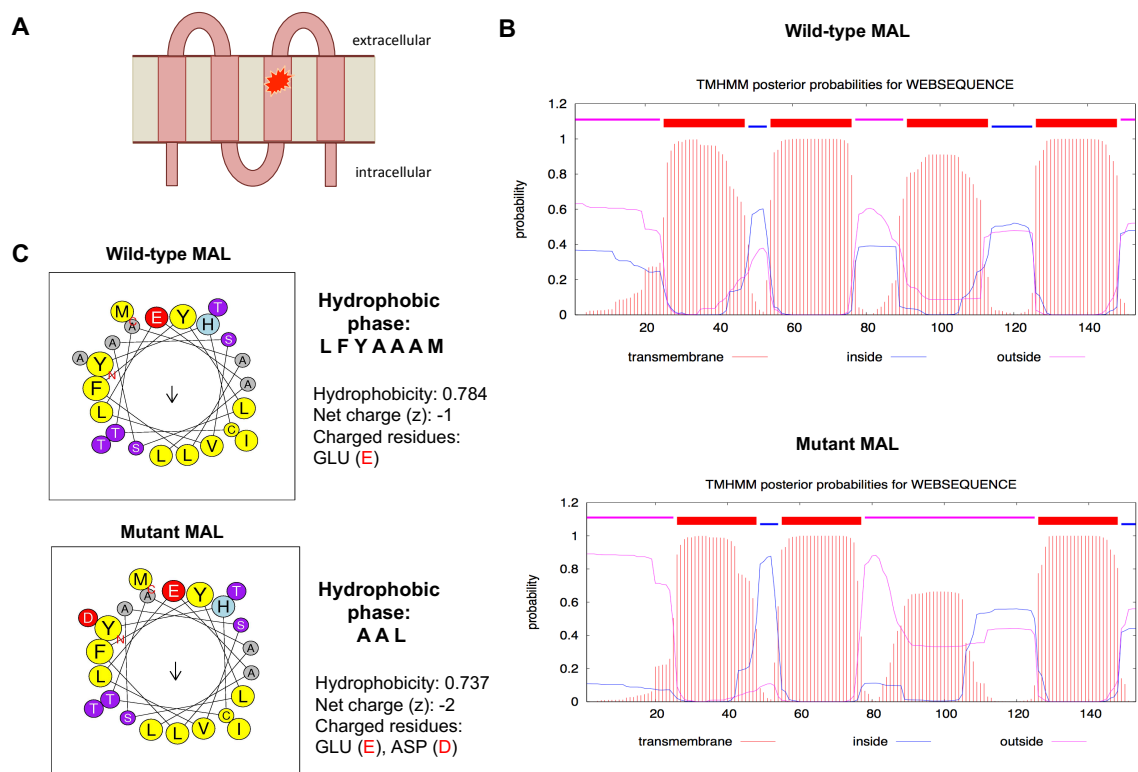 A
extracellular
intracellular
B
Wild-type MAL
TMHMM posterior probabilities for WEBSEQUENCE
1.2
1
0.8
0.6
0.4
0.2
0
probability
20 40 60 80 100 120 140
transmembrane inside outside
Mutant MAL
TMHMM posterior probabilities for WEBSEQUENCE
1.2
1
0.8
0.6
0.4
0.2
0
probability
20 40 60 80 100 120 140
transmembrane inside outside
C
Wild-type MAL
M A E Y H T
A S
A Y N A
F A
L L
T T S L L V C I
Hydrophobic
phase:
L F Y A A A M
Hydrophobicity: 0.784
Net charge (z): -1
Charged residues:
GLU (E)
Mutant MAL
M C E Y T
A A H
D Y N S
F A
L A
T T S L L V C I L
Hydrophobic
phase:
A A L
Hydrophobicity: 0.737
Net charge (z): -2
Charged residues:
GLU (E), ASP (D)